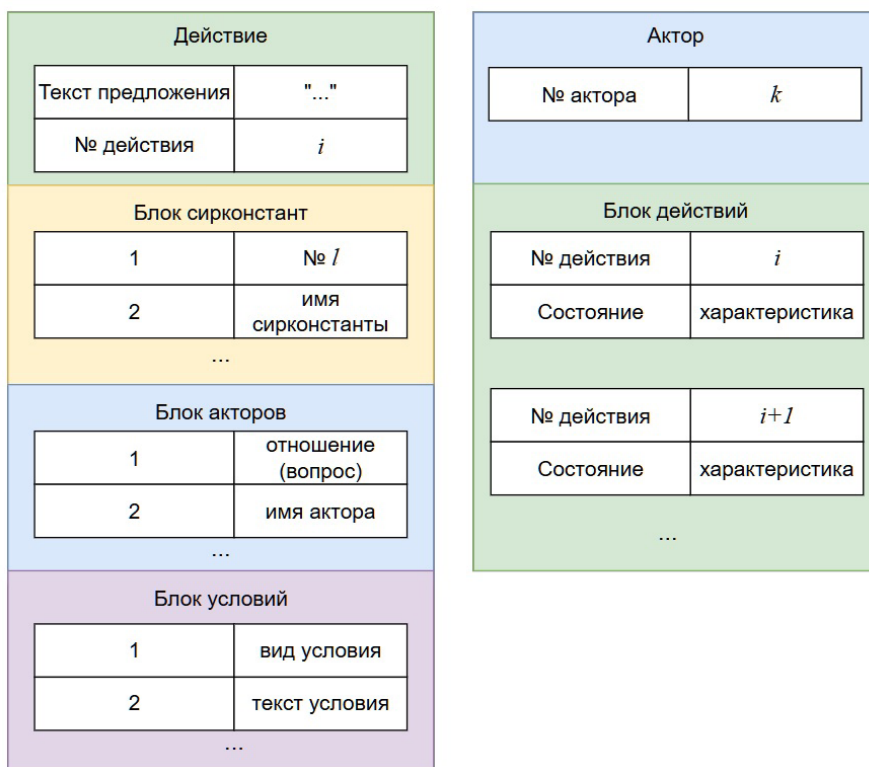 Действие
Текст предложения "..."
№ действия i
Блок сирконстант
1 № l
2 имя
сирконстанты
...
Блок акторов
1 отношение
(вопрос)
2 имя актора
...
Блок условий
1 вид условия
2 текст условия
...
Актор
№ актора k
Блок действий
№ действия i
Состояние характеристика
№ действия i+1
Состояние характеристика
...